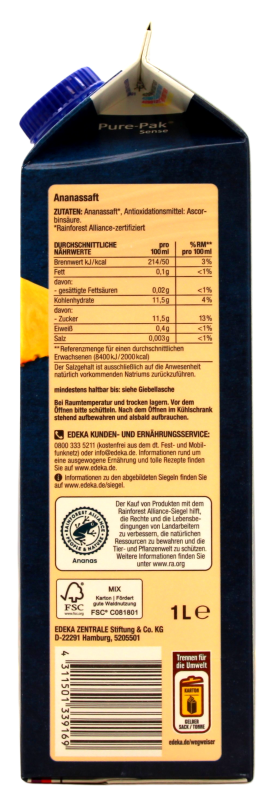 Pure-Pak®
Sense
Ananassaft
ZUTATEN: Ananassaft*, Antioxidationsmittel: Ascor-
binsäure.
*Rainforest Alliance-zertifiziert
DURCHSCHNITTLICHE NÄHRWERTE pro 100 ml %RM** pro 100 ml
Brennwert kJ/kcal 214/50 3%
Fett 0,1g <1%
davon:
- gesättigte Fettsäuren 0,02g <1%
Kohlenhydrate 11,5g 4%
davon:
- Zucker 11,5g 13%
Eiweiß 0,4g <1%
Salz 0,003g <1%
**Referenzmenge für einen durchschnittlichen
Erwachsenen (8400 kJ/2000 kcal)
Der Salzgehalt ist ausschließlich auf die Anwesenheit
natürlich vorkommenden Natriums zurückzuführen.
mindestens haltbar bis: siehe Giebellasche
Bei Raumtemperatur und trocken lagern. Vor dem
Öffnen bitte schütteln. Nach dem Öffnen im Kühlschrank
stehend aufbewahren und alsbald aufbrauchen.
EDEKA KUNDEN- UND ERNÄHRUNGSSERVICE:
0800 333 5211 (kostenfrei aus dem dt. Fest- und Mobil-
funknetz) oder info@edeka.de. Informationen rund um
eine ausgewogene Ernährung und tolle Rezepte finden
Sie auf www.edeka.de.
Informationen zu den abgebildeten Siegeln finden Sie
auf www.edeka.de/siegel.
RAINFOREST ALLIANCE
PEOPLE & NATURE
Ananas
Der Kauf von Produkten mit dem
Rainforest Alliance-Siegel hilft,
die Rechte und die Lebensbe-
dingungen von Landarbeitern
zu verbessern, die natürlichen
Ressourcen zu bewahren und die
Tier- und Pflanzenwelt zu schützen.
Weitere Informationen finden Sie
unter www.ra.org
FSC
www.fsc.org
MIX
Karton | Fördert
gute Waldnutzung
FSC® C081801
1L℮
EDEKA ZENTRALE Stiftung & Co. KG
D-22291 Hamburg, 5205501
4 311501 339169
Trennen für
die Umwelt
KARTON
GELBER
SACK / TONNE
edeka.de/wegweiser